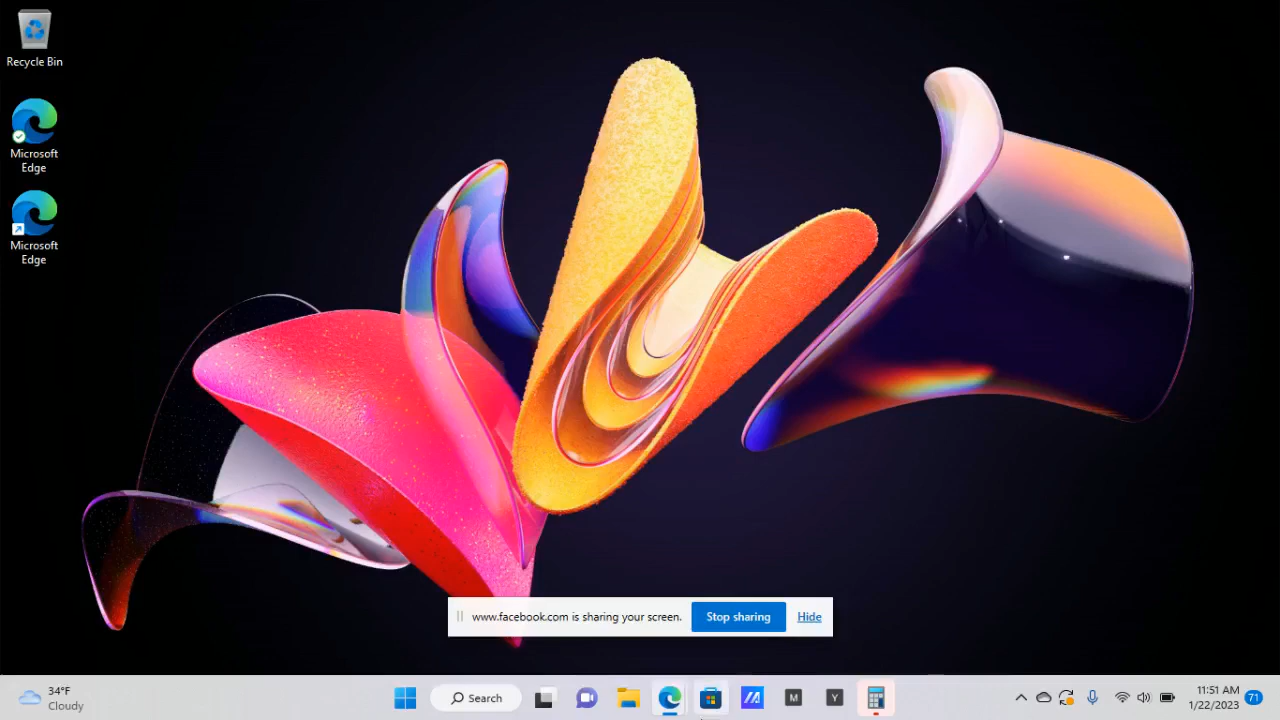 Recycle Bin
Microsoft
Edge
Microsoft
Edge
www.facebook.com is sharing your screen.
Stop sharing
Hide
34°F
Cloudy
Search
M
Y
11:51 AM
1/22/2023
71